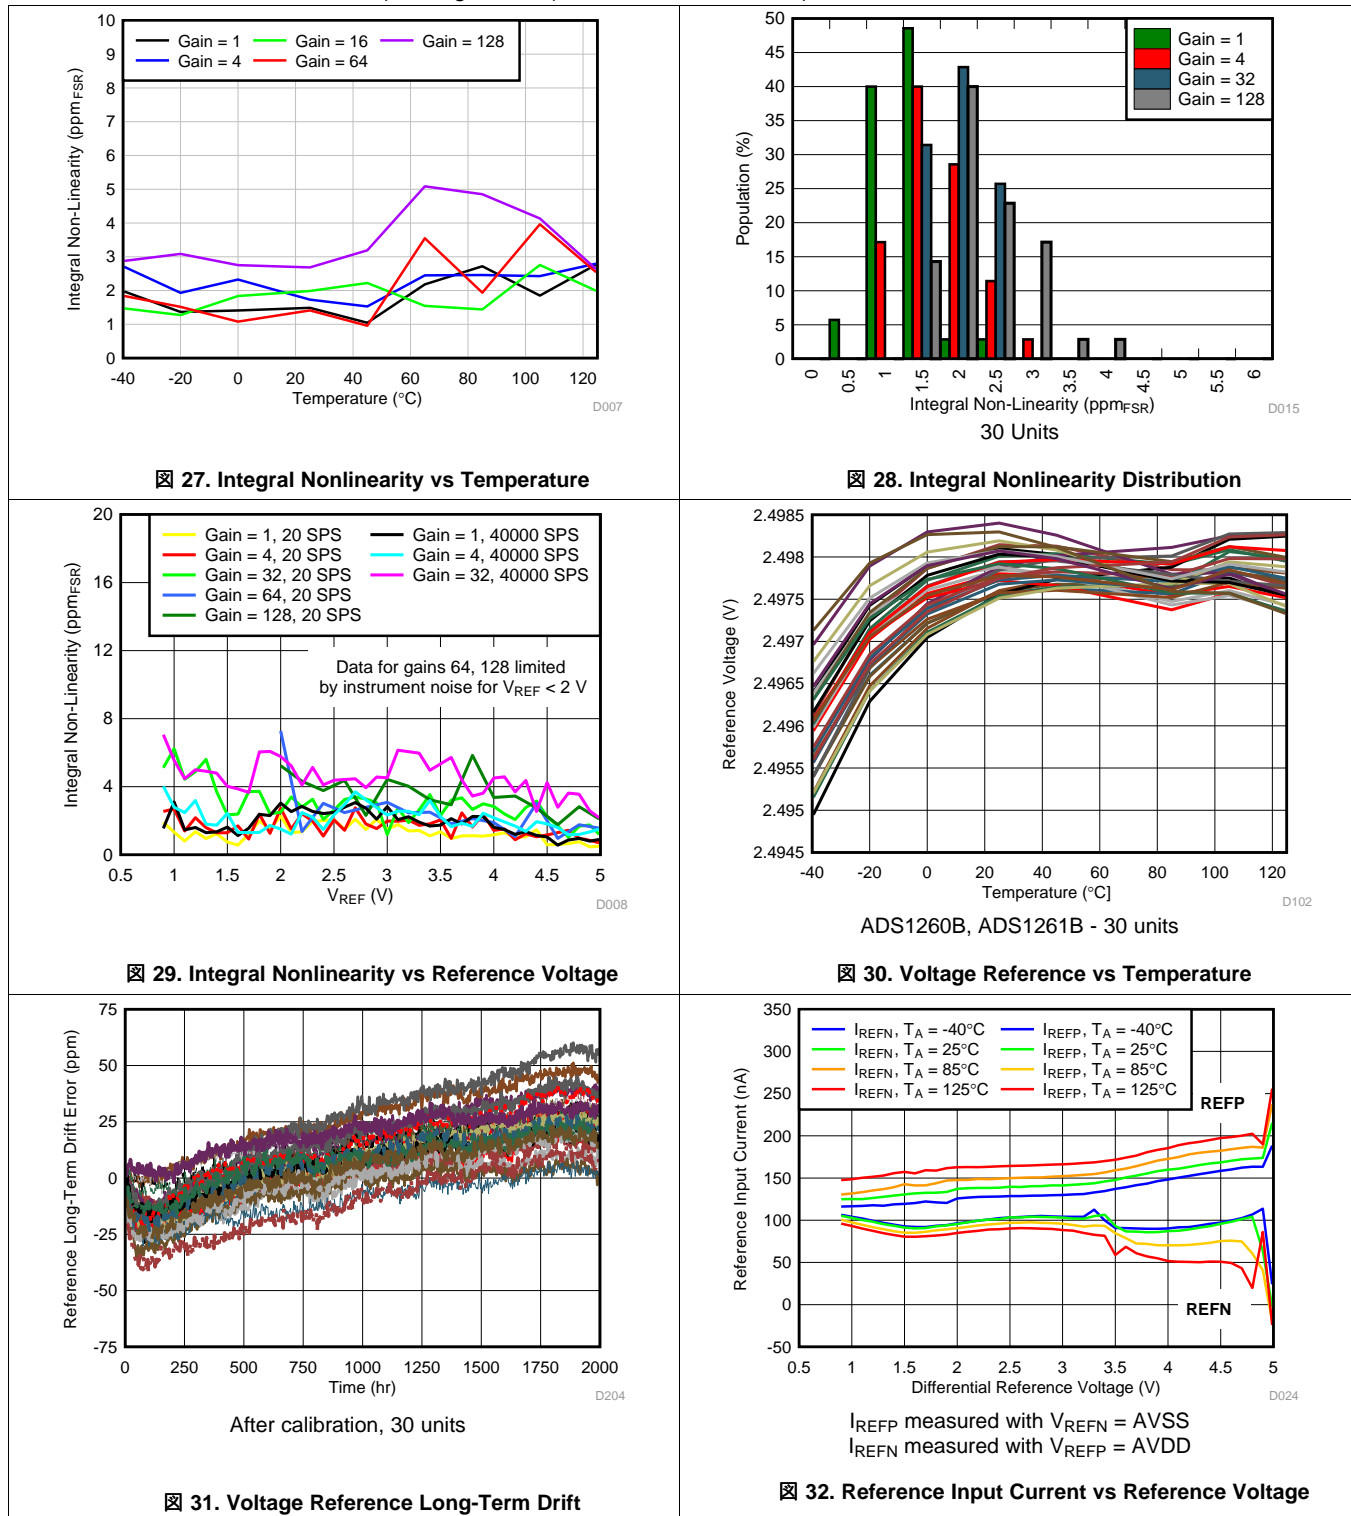 10
9
8
7
6
5
4
3
2
1
0
Integral Non-Linearity (ppmFSR)
Gain = 1
Gain = 16
Gain = 128
Gain = 4
Gain = 64
-40 -20 0 20 40 60 80 100 120
Temperature (°C)
D007
図 27. Integral Nonlinearity vs Temperature
50
45
40
35
30
25
20
15
10
5
0
Population (%)
Gain = 1
Gain = 4
Gain = 32
Gain = 128
0 0.5 1 1.5 2 2.5 3 3.5 4 4.5 5 5.5 6
Integral Non-Linearity (ppmFSR)
D015
30 Units
図 28. Integral Nonlinearity Distribution
20
16
12
8
4
0
Integral Non-Linearity (ppmFSR)
Gain = 1, 20 SPS
Gain = 4, 20 SPS
Gain = 32, 20 SPS
Gain = 64, 20 SPS
Gain = 128, 20 SPS
Gain = 1, 40000 SPS
Gain = 4, 40000 SPS
Gain = 32, 40000 SPS
Data for gains 64, 128 limited
by instrument noise for VREF < 2 V
0.5 1 1.5 2 2.5 3 3.5 4 4.5 5
VREF (V)
D008
図 29. Integral Nonlinearity vs Reference Voltage
2.4985
2.498
2.4975
2.497
2.4965
2.496
2.4955
2.495
2.4945
Reference Voltage (V)
-40 -20 0 20 40 60 80 100 120
Temperature (°C]
D102
ADS1260B, ADS1261B - 30 units
図 30. Voltage Reference vs Temperature
75
50
25
0
-25
-50
-75
Reference Long-Term Drift Error (ppm)
0 250 500 750 1000 1250 1500 1750 2000
Time (hr)
D204
After calibration, 30 units
図 31. Voltage Reference Long-Term Drift
350
300
250
200
150
100
50
0
-50
Reference Input Current (nA)
IREFN, TA = -40°C
IREFN, TA = 25°C
IREFN, TA = 85°C
IREFN, TA = 125°C
IREFP, TA = -40°C
IREFP, TA = 25°C
IREFP, TA = 85°C
IREFP, TA = 125°C
REFP
REFN
0.5 1 1.5 2 2.5 3 3.5 4 4.5 5
Differential Reference Voltage (V)
D024
IREFP measured with VREFN = AVSS
IREFN measured with VREFP = AVDD
図 32. Reference Input Current vs Reference Voltage